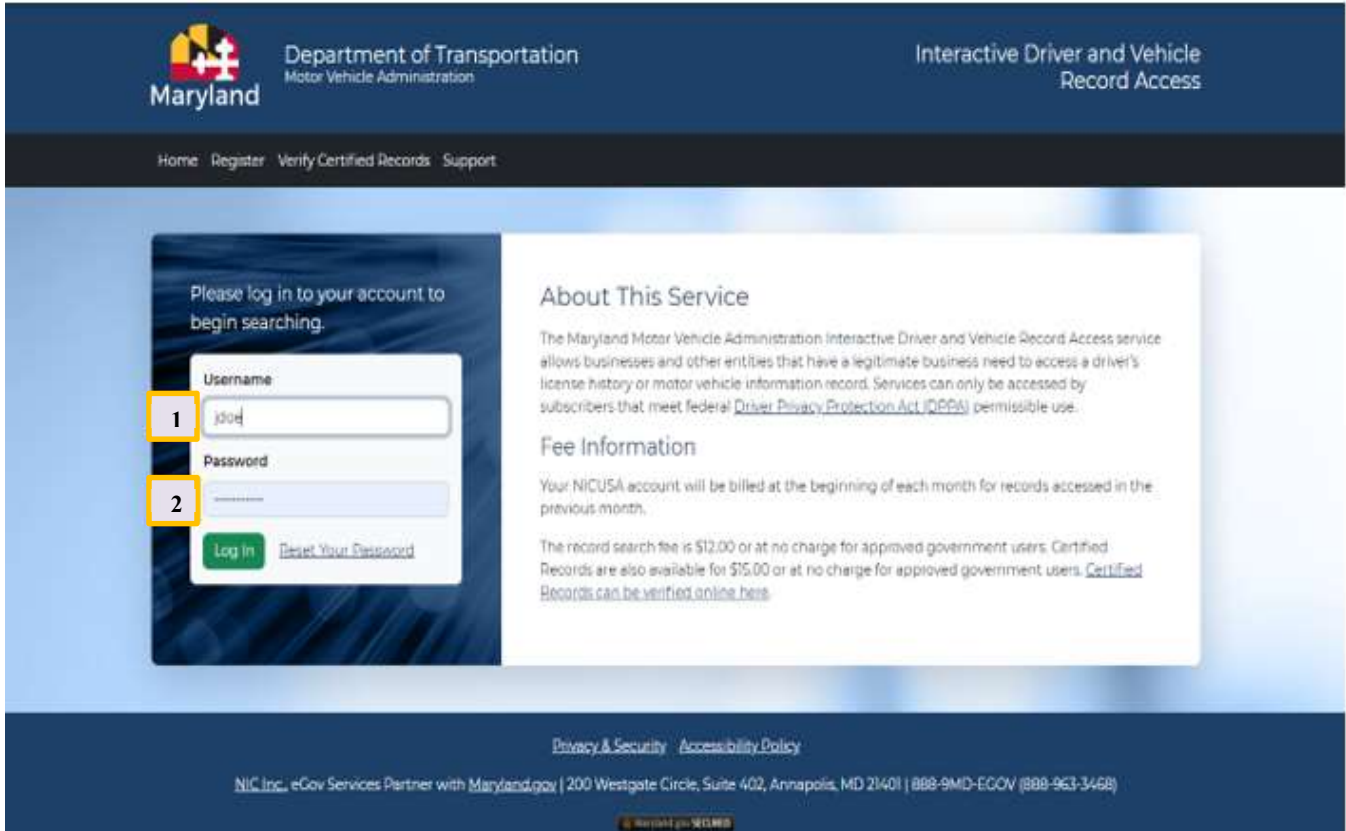 Maryland
Department of Transportation
Motor Vehicle Administration
Interactive Driver and Vehicle
Record Access
Home Register Verify Certified Records Support
Please log in to your account to
begin searching.
Username
1
jdoe
Password
2
Log In Reset Your Password
About This Service
The Maryland Motor Vehicle Administration Interactive Driver and Vehicle Record Access service
allows businesses and other entities that have a legitimate business need to access a driver's
license history or motor vehicle information record. Services can only be accessed by
subscribers that meet federal Driver Privacy Protection Act (DPPA) permissible use.
Fee Information
Your NICUSA account will be billed at the beginning of each month for records accessed in the
previous month.
The record search fee is $12.00 or at no charge for approved government users. Certified
Records are also available for $15.00 or at no charge for approved government users. Certified
Records can be verified online here.
Privacy & Security Accessibility Policy
NIC Inc., eGov Services Partner with Maryland.gov | 200 Westgate Circle, Suite 402, Annapolis, MD 21401 | 888-9MD-EGOV (888-963-3468)
Maryland.gov SECURED